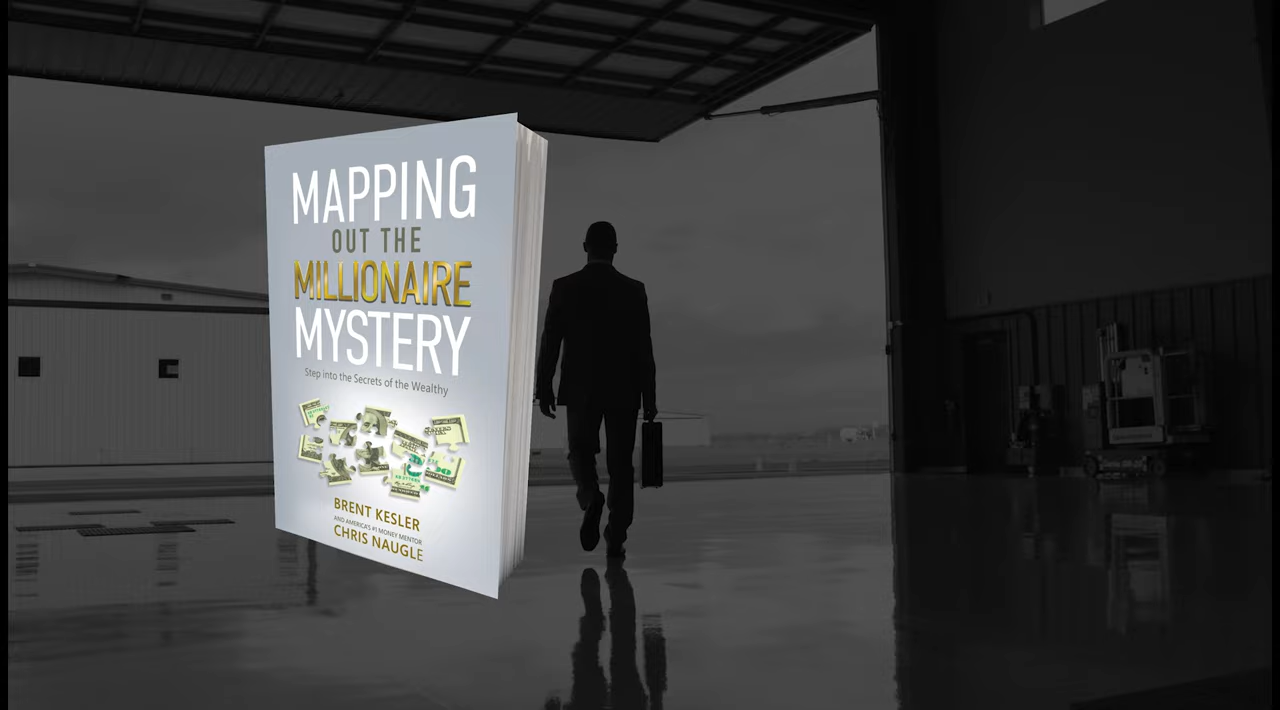 MAPPING
OUT THE
MILLIONAIRE
MYSTERY
Step into the Secrets of the Wealthy
BRENT KESLER
AND AMERICA'S #1 MONEY MENTOR
CHRIS NAUGLE